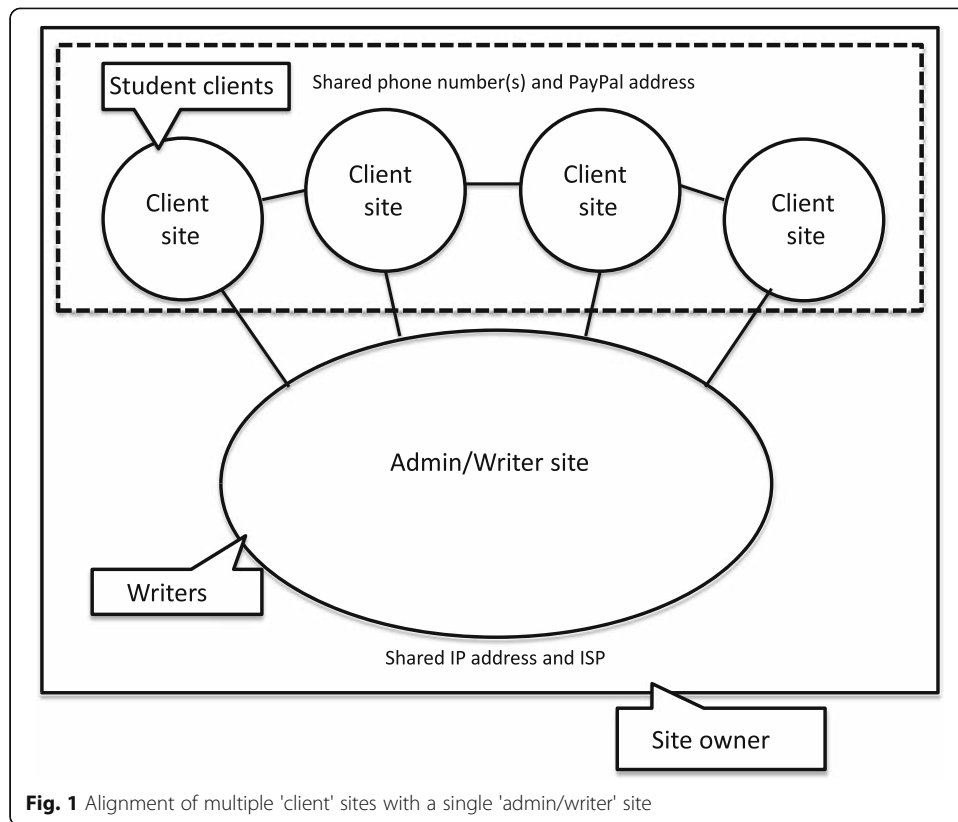 Student clients
Shared phone number(s) and PayPal address
Client
site
Client
site
Client
site
Client
site
Admin/Writer site
Writers
Shared IP address and ISP
Site owner
Fig. 1 Alignment of multiple 'client' sites with a single 'admin/writer' site